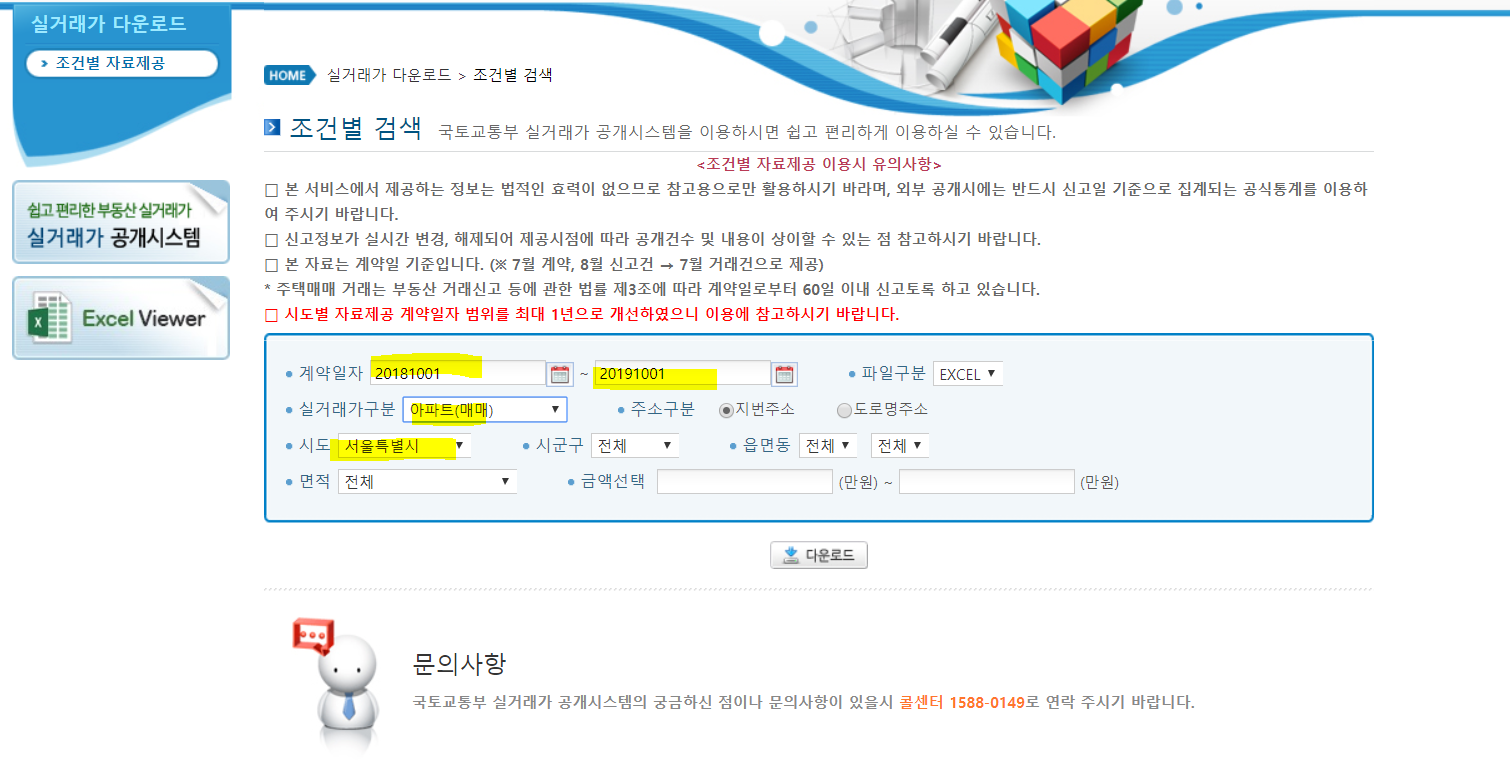 실거래가 다운로드
조건별 자료제공
쉽고 편리한 부동산 실거래가
실거래가 공개시스템
Excel Viewer
HOME 실거래가 다운로드 > 조건별 검색
조건별 검색 국토교통부 실거래가 공개시스템을 이용하시면 쉽고 편리하게 이용하실 수 있습니다.
<조건별 자료제공 이용시 유의사항>
□ 본 서비스에서 제공하는 정보는 법적인 효력이 없으므로 참고용으로만 활용하시기 바라며, 외부 공개시에는 반드시 신고일 기준으로 집계되는 공식통계를 이용하
여 주시기 바랍니다.
□ 신고정보가 실시간 변경, 해제되어 제공시점에 따라 공개건수 및 내용이 상이할 수 있는 점 참고하시기 바랍니다.
□ 본 자료는 계약일 기준입니다. (※ 7월 계약, 8월 신고건 → 7월 거래건으로 제공)
* 주택매매 거래는 부동산 거래신고 등에 관한 법률 제3조에 따라 계약일로부터 60일 이내 신고토록 하고 있습니다.
□ 시도별 자료제공 계약일자 범위를 최대 1년으로 개선하였으니 이용에 참고하시기 바랍니다.
계약일자 20181001 ~ 20191001 파일구분 EXCEL
실거래가구분 아파트(매매) 주소구분 지번주소 도로명주소
시도 서울특별시 시군구 전체 읍면동 전체 전체
면적 전체 금액선택 (만원) ~ (만원)
다운로드
문의사항
국토교통부 실거래가 공개시스템의 궁금하신 점이나 문의사항이 있을시 콜센터 1588-0149로 연락 주시기 바랍니다.